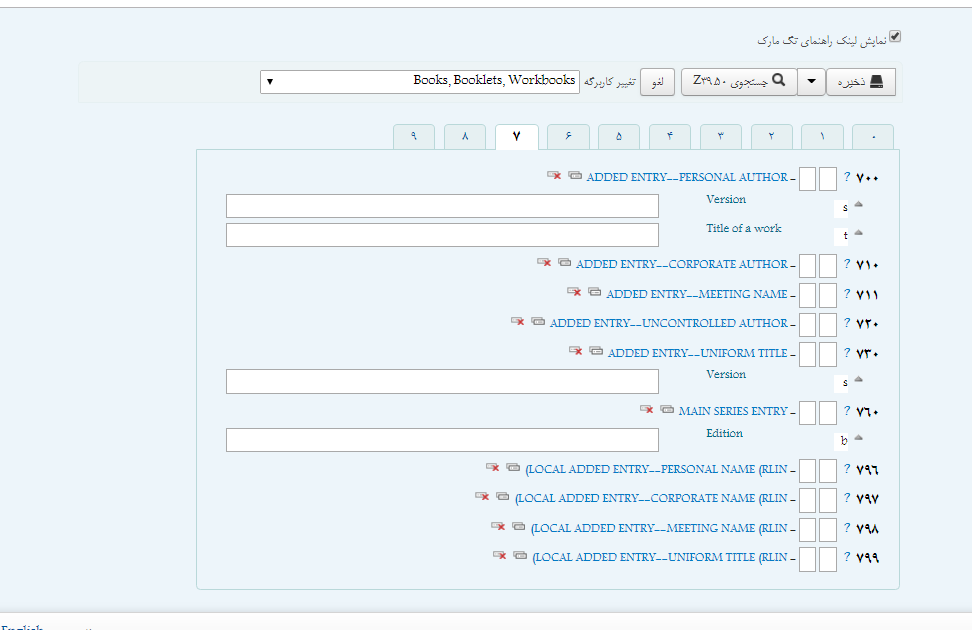 نمایش لینک راهنمای تگ مارک
ذخیره جستجوی Z۳۹.۵۰ لغو تغییر کاربرگه Books, Booklets, Workbooks
۰ ۱ ۲ ۳ ۴ ۵ ۶ ۷ ۸ ۹
۷۰۰ ? – ADDED ENTRY--PERSONAL AUTHOR
s Version
t Title of a work
۷۱۰ ? – ADDED ENTRY--CORPORATE AUTHOR
۷۱۱ ? – ADDED ENTRY--MEETING NAME
۷۲۰ ? – ADDED ENTRY--UNCONTROLLED AUTHOR
۷۳۰ ? – ADDED ENTRY--UNIFORM TITLE
s Version
۷۶۰ ? – MAIN SERIES ENTRY
b Edition
۷۹۶ ? – (LOCAL ADDED ENTRY--PERSONAL NAME (RLIN
۷۹۷ ? – (LOCAL ADDED ENTRY--CORPORATE NAME (RLIN
۷۹۸ ? – (LOCAL ADDED ENTRY--MEETING NAME (RLIN
۷۹۹ ? – (LOCAL ADDED ENTRY--UNIFORM TITLE (RLIN
English